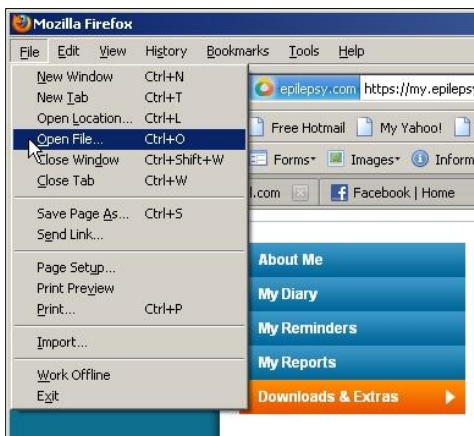 Mozilla Firefox
File Edit View History Bookmarks Tools Help
New Window Ctrl+N
New Tab Ctrl+T
Open Location... Ctrl+L
Open File... Ctrl+O
Close Window Ctrl+Shift+W
Close Tab Ctrl+W
Save Page As... Ctrl+S
Send Link...
Page Setup...
Print Preview
Print... Ctrl+P
Import...
Work Offline
Exit
epilepsy.com https://my.epileps
Free Hotmail My Yahoo!
Forms Images Inform
l.com Facebook | Home
About Me
My Diary
My Reminders
My Reports
Downloads & Extras